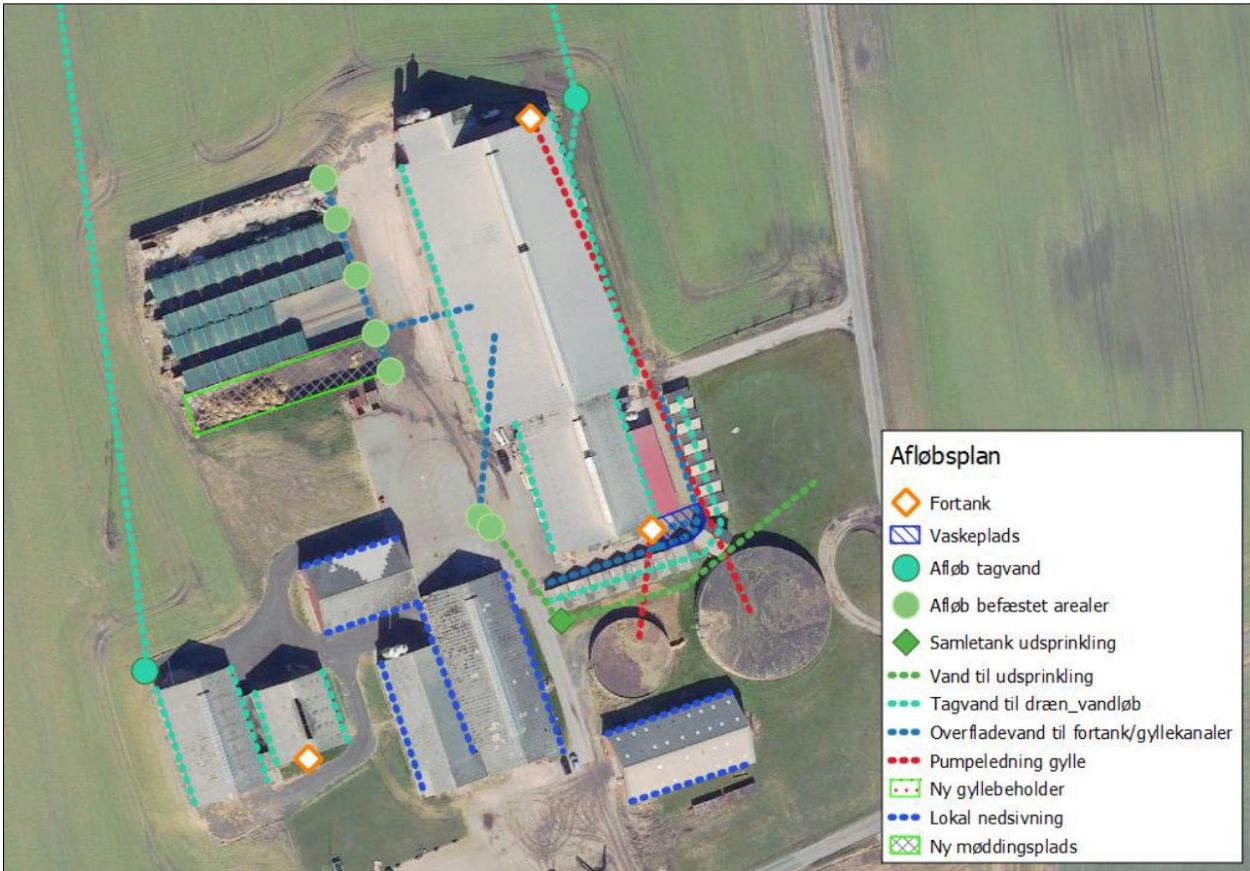 Afløbsplan
Fortank
Vaskeplads
Afløb tagvand
Afløb befæstet arealer
Samletank udsprinkling
Vand til udsprinkling
Tagvand til dræn_vandløb
Overfladevand til fortank/gyllekanaler
Pumpeledning gylle
Ny gyllebeholder
Lokal nedsivning
Ny møddingsplads